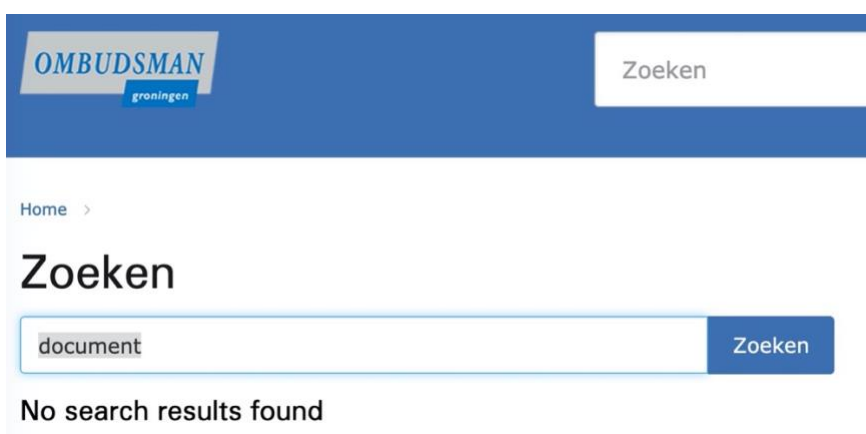 OMBUDSMAN
groningen
Zoeken
Home >
Zoeken
document
Zoeken
No search results found